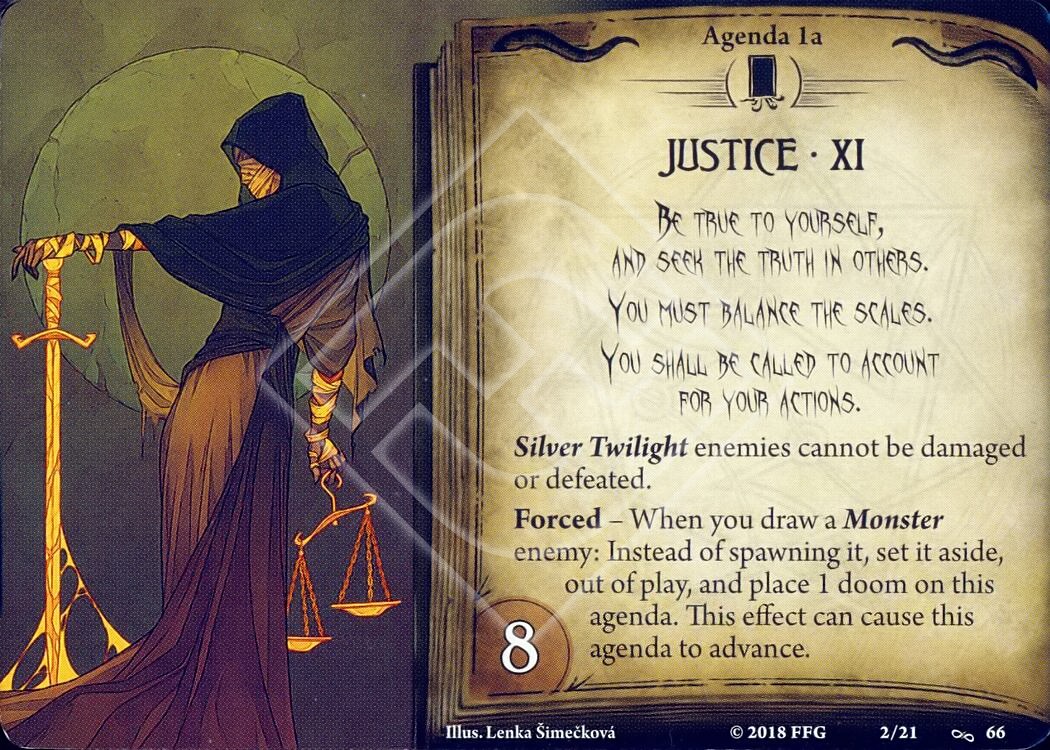 Agenda 1a
JUSTICE · XI
BE TRUE TO YOURSELF,
AND SEEK THE TRUTH IN OTHERS.
YOU MUST BALANCE THE SCALES.
YOU SHALL BE CALLED TO ACCOUNT
FOR YOUR ACTIONS.
Silver Twilight enemies cannot be damaged
or defeated.
Forced – When you draw a Monster
enemy: Instead of spawning it, set it aside,
out of play, and place 1 doom on this
agenda. This effect can cause this
agenda to advance.
8
Illus. Lenka Šimečková © 2018 FFG 2/21 66